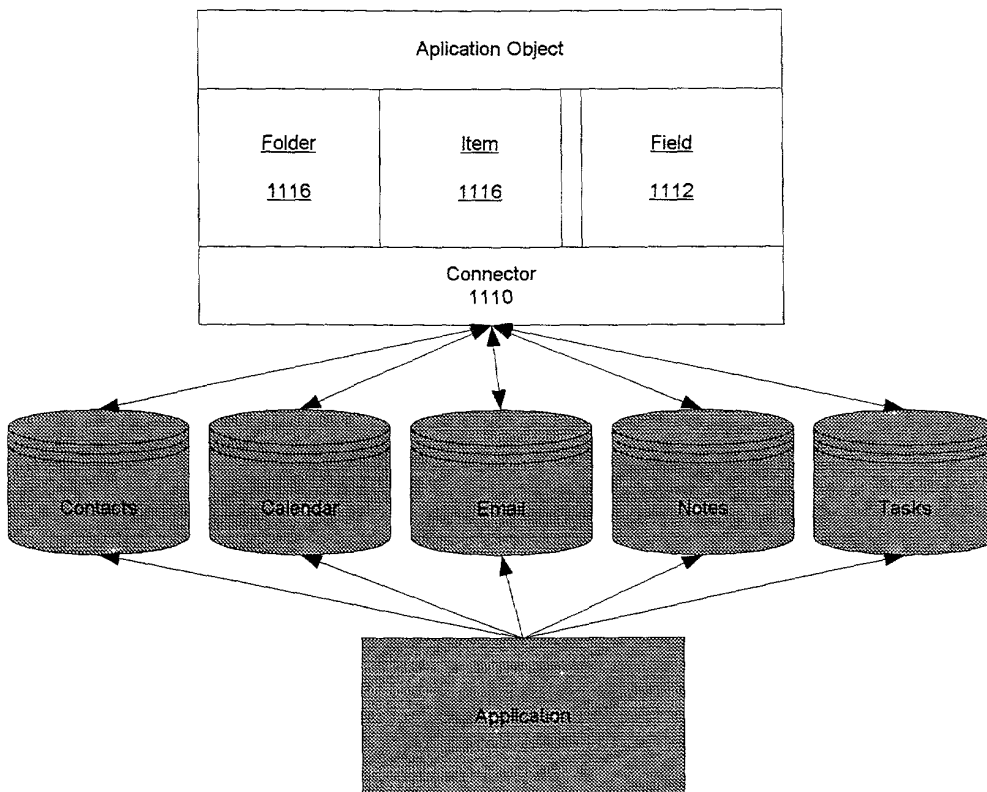 Aplication Object
Folder
1116
Item
1116
Field
1112
Connector
1110
Contacts
Calendar
Email
Notes
Tasks
Application